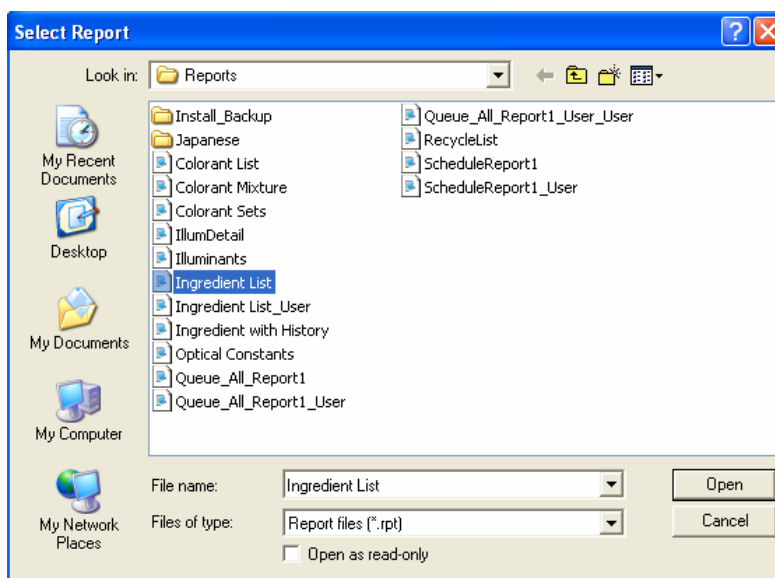 Select Report
Look in: Reports
My Recent
Documents
Desktop
My Documents
My Computer
My Network
Places
Install_Backup
Japanese
Colorant List
Colorant Mixture
Colorant Sets
IllumDetail
Illuminants
Ingredient List
Ingredient List_User
Ingredient with History
Optical Constants
Queue_All_Report1
Queue_All_Report1_User
Queue_All_Report1_User_User
RecycleList
ScheduleReport1
ScheduleReport1_User
File name: Ingredient List Open
Files of type: Report files (*.rpt) Cancel
Open as read-only